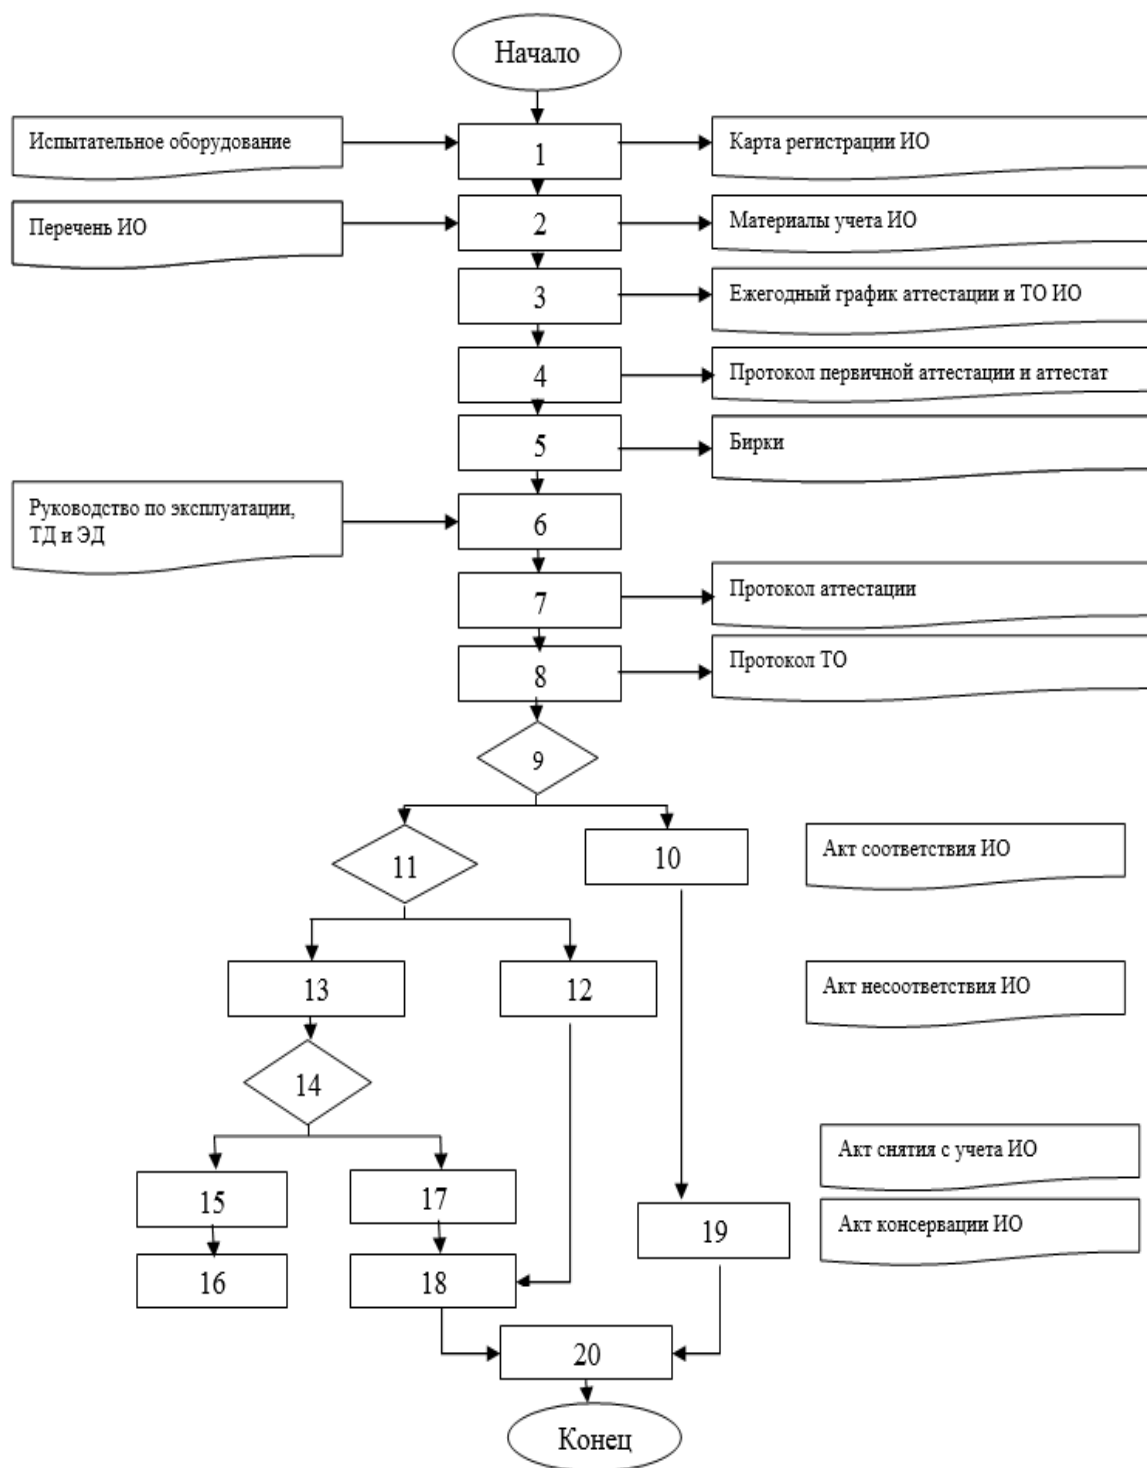 Начало
Испытательное оборудование
1
Карта регистрации ИО
Перечень ИО
2
Материалы учета ИО
3
Ежегодный график аттестации и ТО ИО
4
Протокол первичной аттестации и аттестат
5
Бирки
Руководство по эксплуатации,
ТД и ЭД
6
7
Протокол аттестации
8
Протокол ТО
9
11
10
Акт соответствия ИО
13
12
Акт несоответствия ИО
14
Акт снятия с учета ИО
15
17
19
Акт консервации ИО
16
18
20
Конец